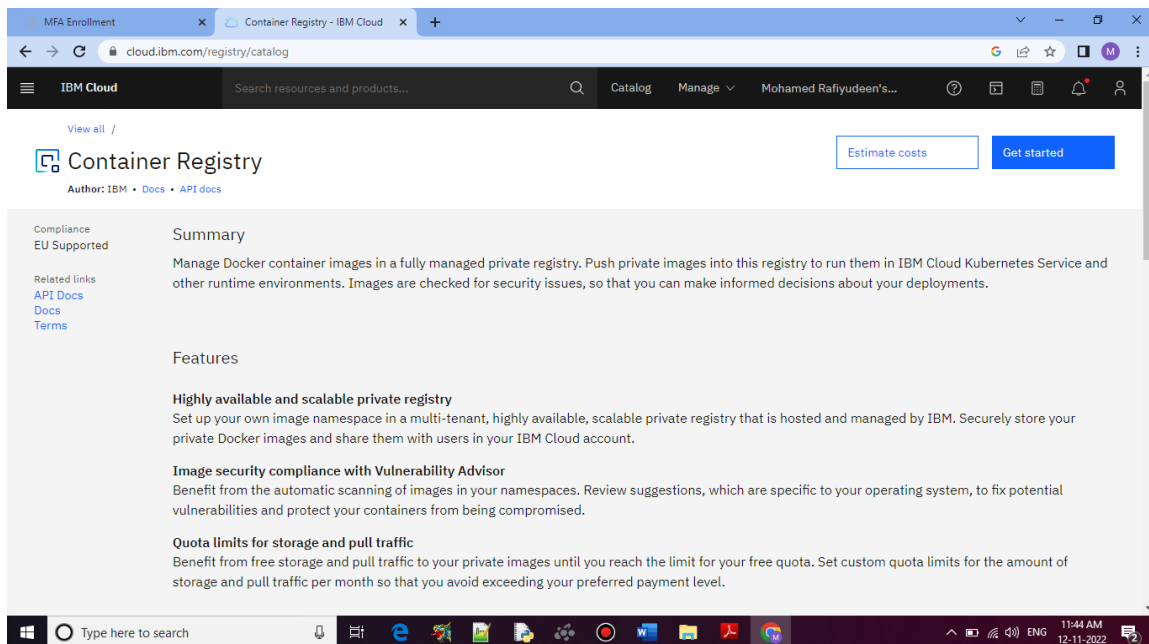 MFA Enrollment
Container Registry - IBM Cloud
cloud.ibm.com/registry/catalog
M
IBM Cloud
Search resources and products...
Catalog
Manage
Mohamed Rafiyudeen's...
View all /
Container Registry
Estimate costs
Get started
Author: IBM • Docs • API docs
Compliance
EU Supported
Related links
API Docs
Docs
Terms
Summary
Manage Docker container images in a fully managed private registry. Push private images into this registry to run them in IBM Cloud Kubernetes Service and
other runtime environments. Images are checked for security issues, so that you can make informed decisions about your deployments.
Features
Highly available and scalable private registry
Set up your own image namespace in a multi-tenant, highly available, scalable private registry that is hosted and managed by IBM. Securely store your
private Docker images and share them with users in your IBM Cloud account.
Image security compliance with Vulnerability Advisor
Benefit from the automatic scanning of images in your namespaces. Review suggestions, which are specific to your operating system, to fix potential
vulnerabilities and protect your containers from being compromised.
Quota limits for storage and pull traffic
Benefit from free storage and pull traffic to your private images until you reach the limit for your free quota. Set custom quota limits for the amount of
storage and pull traffic per month so that you avoid exceeding your preferred payment level.
Type here to search
ENG
11:44 AM
12-11-2022
2